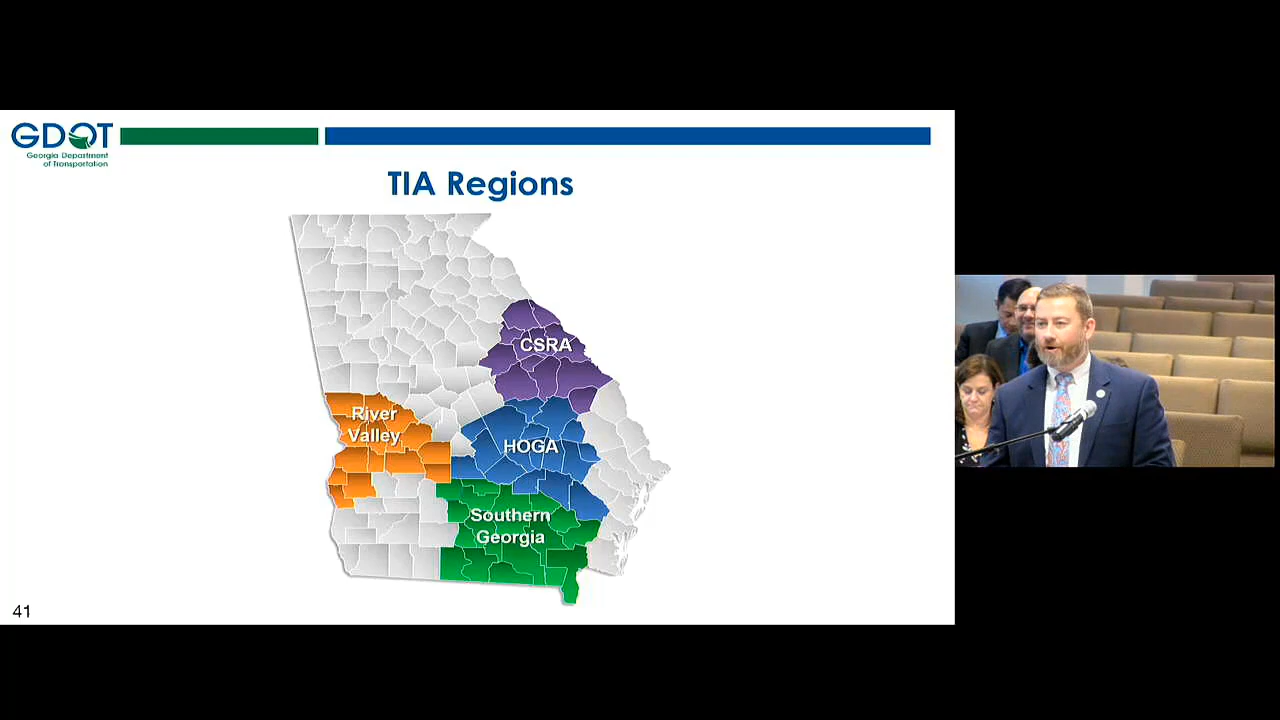 GDOT
Georgia Department
of Transportation
TIA Regions
CSRA
River
Valley
HOGA
Southern
Georgia
41